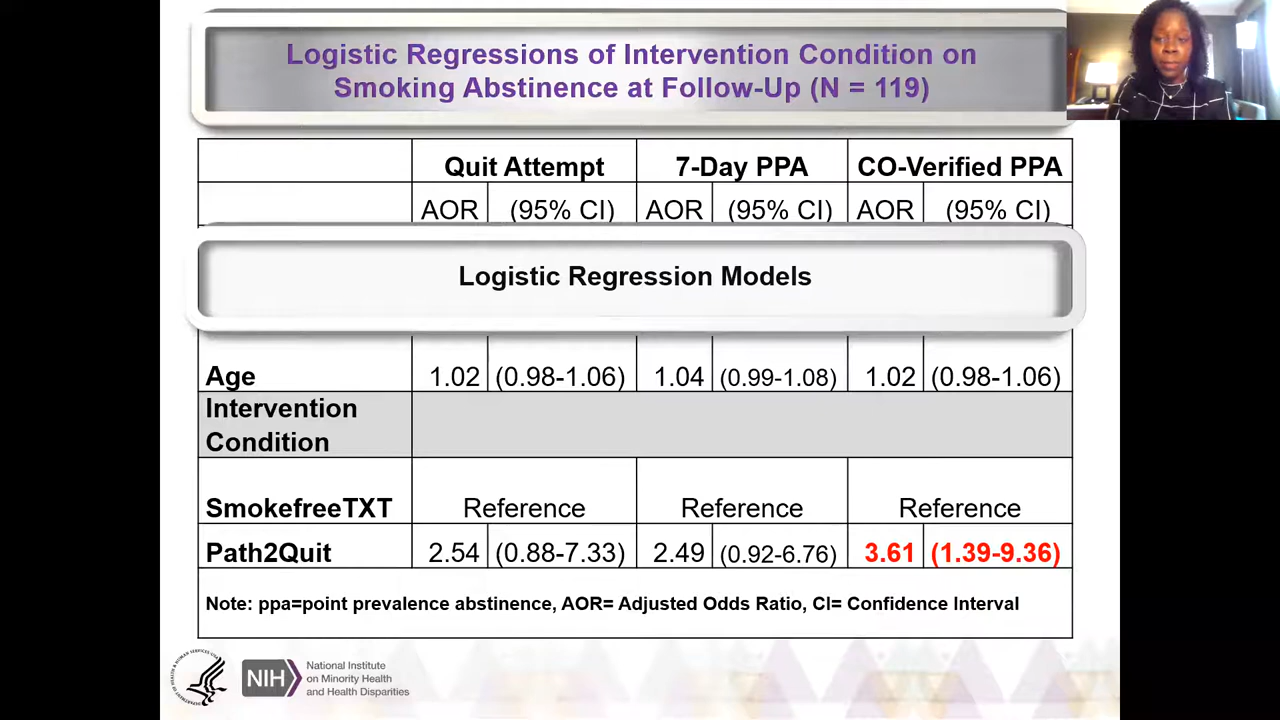 Logistic Regressions of Intervention Condition on
Smoking Abstinence at Follow-Up (N = 119)
Quit Attempt 7-Day PPA CO-Verified PPA
AOR (95% CI) AOR (95% CI) AOR (95% CI)
Logistic Regression Models
Age 1.02 (0.98-1.06) 1.04 (0.99-1.08) 1.02 (0.98-1.06)
Intervention
Condition
SmokefreeTXT Reference Reference Reference
Path2Quit 2.54 (0.88-7.33) 2.49 (0.92-6.76) 3.61 (1.39-9.36)
Note: ppa=point prevalence abstinence, AOR= Adjusted Odds Ratio, CI= Confidence Interval
NIH
National Institute
on Minority Health
and Health Disparities